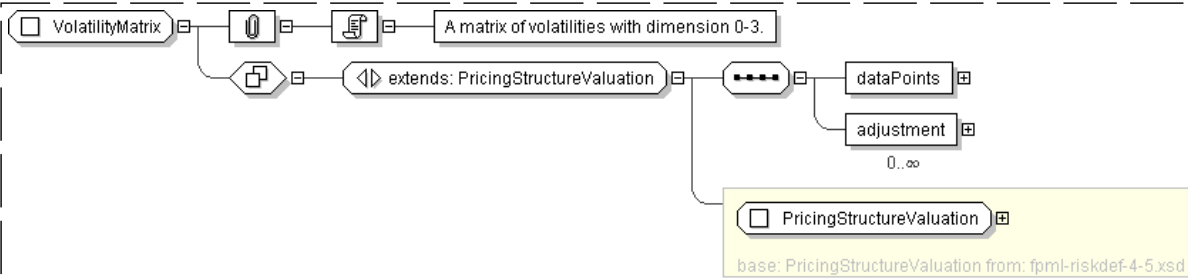 VolatilityMatrix
A matrix of volatilities with dimension 0-3.
extends: PricingStructureValuation
dataPoints
adjustment
0..∞
PricingStructureValuation
base: PricingStructureValuation from: fpml-riskdef-4-5.xsd